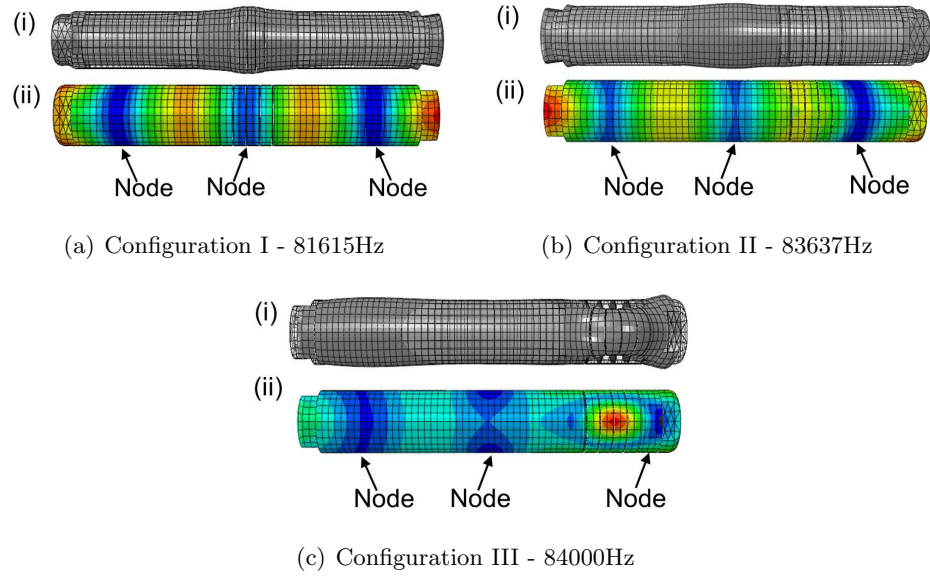 (i)
(ii)
Node
Node
Node
(a) Configuration I - 81615Hz
(i)
(ii)
Node
Node
Node
(b) Configuration II - 83637Hz
(i)
(ii)
Node
Node
Node
(c) Configuration III - 84000Hz